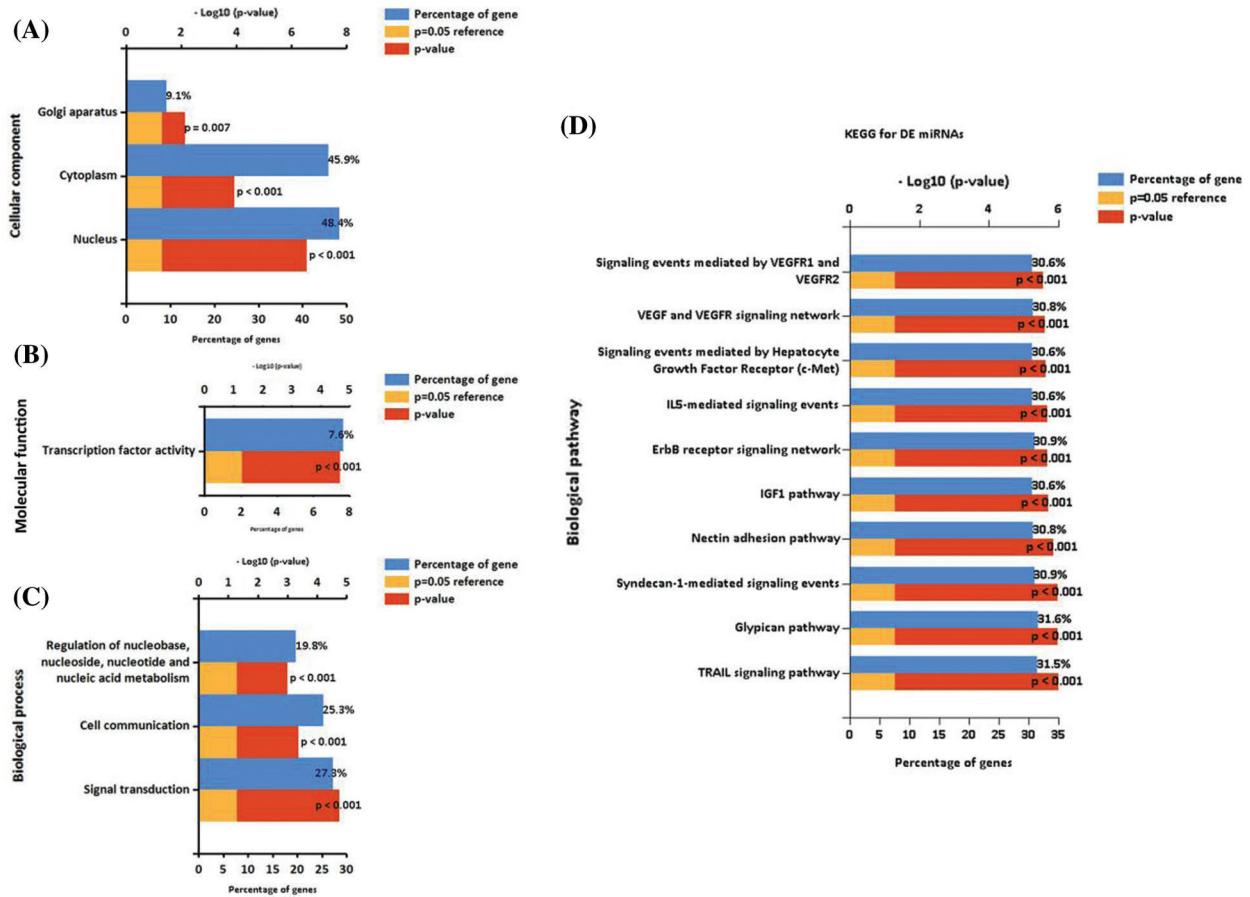 (A)
- Log10 (p-value)
0 2 4 6 8
Percentage of gene
p=0.05 reference
p-value
Cellular component
Golgi aparatus
9.1%
p = 0.007
Cytoplasm
45.9%
p < 0.001
Nucleus
48.4%
p < 0.001
0 10 20 30 40 50
Percentage of genes
(B)
- Log10 (p-value)
0 1 2 3 4 5
Percentage of gene
p=0.05 reference
p-value
Molecular function
Transcription factor activity
7.6%
p < 0.001
0 2 4 6 8
Percentage of genes
(C)
- Log10 (p-value)
0 1 2 3 4 5
Percentage of gene
p=0.05 reference
p-value
Biological process
Regulation of nucleobase,
nucleoside, nucleotide and
nucleic acid metabolism
19.8%
p < 0.001
Cell communication
25.3%
p < 0.001
Signal transduction
27.3%
p < 0.001
0 5 10 15 20 25 30
Percentage of genes
(D)
KEGG for DE miRNAs
- Log10 (p-value)
0 2 4 6
Percentage of gene
p=0.05 reference
p-value
Biological pathway
Signaling events mediated by VEGFR1 and
VEGFR2
30.6%
p < 0.001
VEGF and VEGFR signaling network
30.8%
p < 0.001
Signaling events mediated by Hepatocyte
Growth Factor Receptor (c-Met)
30.6%
p < 0.001
IL5-mediated signaling events
30.6%
p < 0.001
ErbB receptor signaling network
30.9%
p < 0.001
IGF1 pathway
30.6%
p < 0.001
Nectin adhesion pathway
30.8%
p < 0.001
Syndecan-1-mediated signaling events
30.9%
p < 0.001
Glypican pathway
31.6%
p < 0.001
TRAIL signaling pathway
31.5%
p < 0.001
0 5 10 15 20 25 30 35
Percentage of genes